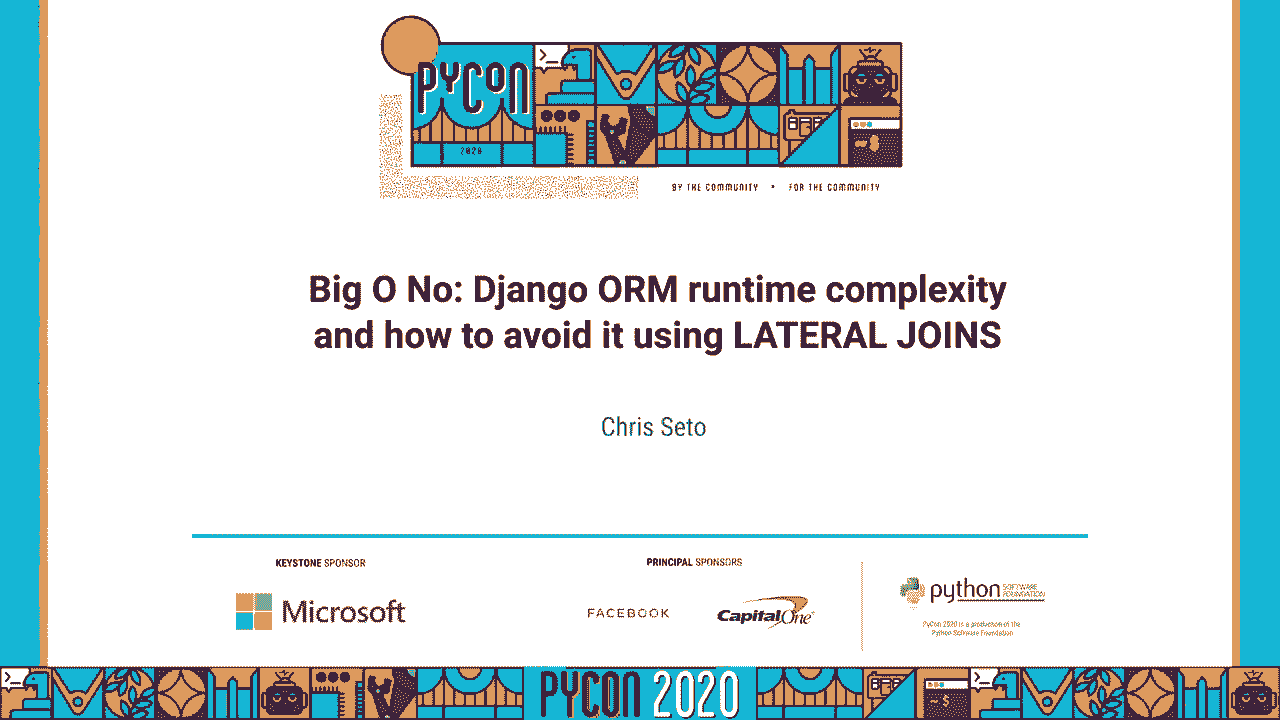 PYCON
2020
BY THE COMMUNITY • FOR THE COMMUNITY
Big O No: Django ORM runtime complexity
and how to avoid it using LATERAL JOINS
Chris Seto
KEYSTONE SPONSOR
Microsoft
PRINCIPAL SPONSORS
FACEBOOK
CapitalOne
python
SOFTWARE
FOUNDATION
PyCon 2020 is a production of the
Python Software Foundation
PYCON 2020